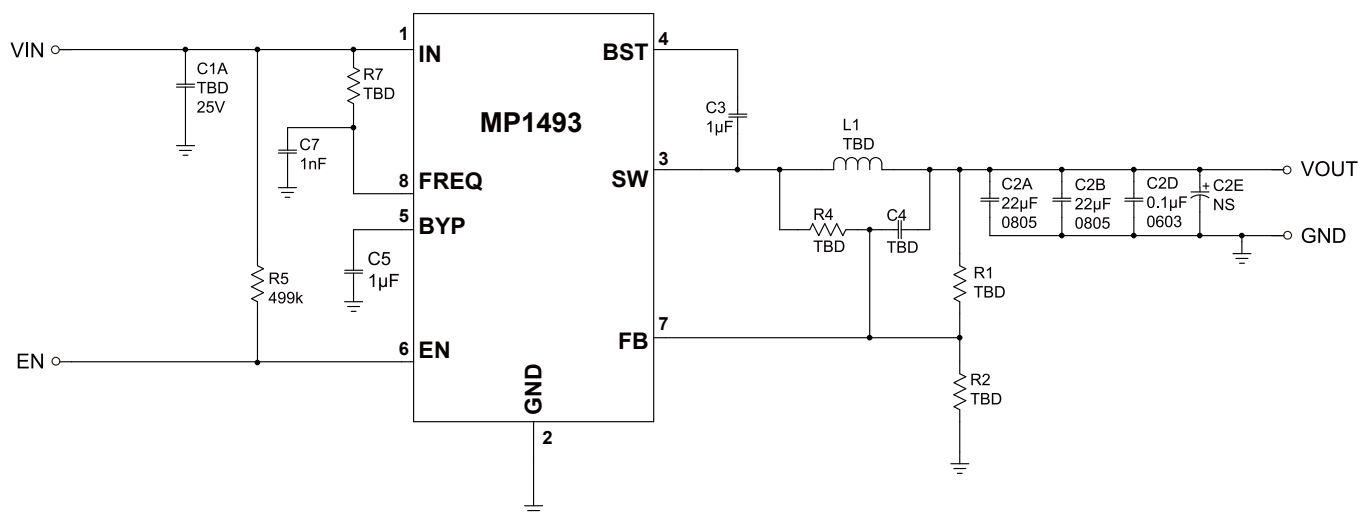 VIN
C1A
TBD
25V
R7
TBD
C7
1nF
R5
499k
C5
1µF
EN
1
IN
8
FREQ
5
BYP
6
EN
MP1493
GND
2
4
BST
3
SW
7
FB
C3
1µF
L1
TBD
R4
TBD
C4
TBD
R1
TBD
R2
TBD
C2A
22µF
0805
C2B
22µF
0805
C2D
0.1µF
0603
+
C2E
NS
VOUT
GND